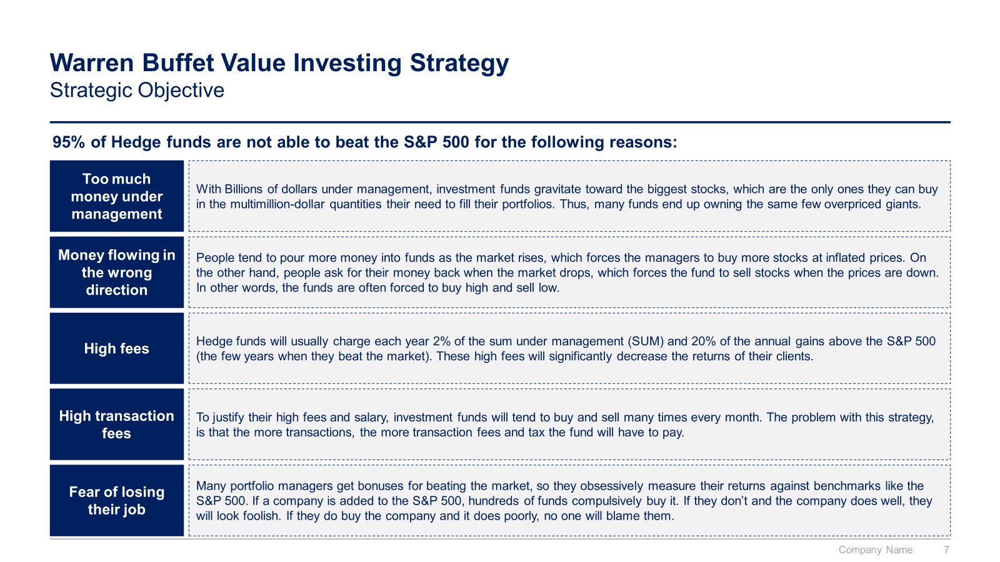 Warren Buffet Value Investing Strategy
Strategic Objective
95% of Hedge funds are not able to beat the S&P 500 for the following reasons:
Too much
money under
management
With Billions of dollars under management, investment funds gravitate toward the biggest stocks, which are the only ones they can buy
in the multimillion-dollar quantities their need to fill their portfolios. Thus, many funds end up owning the same few overpriced giants.
Money flowing in
the wrong
direction
People tend to pour more money into funds as the market rises, which forces the managers to buy more stocks at inflated prices. On
the other hand, people ask for their money back when the market drops, which forces the fund to sell stocks when the prices are down.
In other words, the funds are often forced to buy high and sell low.
High fees
Hedge funds will usually charge each year 2% of the sum under management (SUM) and 20% of the annual gains above the S&P 500
(the few years when they beat the market). These high fees will significantly decrease the returns of their clients.
High transaction
fees
To justify their high fees and salary, investment funds will tend to buy and sell many times every month. The problem with this strategy,
is that the more transactions, the more transaction fees and tax the fund will have to pay.
Fear of losing
their job
Many portfolio managers get bonuses for beating the market, so they obsessively measure their returns against benchmarks like the
S&P 500. If a company is added to the S&P 500, hundreds of funds compulsively buy it. If they don’t and the company does well, they
will look foolish. If they do buy the company and it does poorly, no one will blame them.
Company Name 7